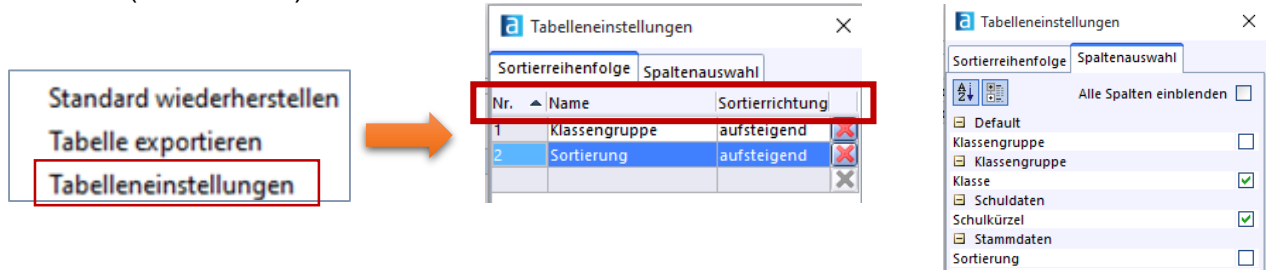 Standard wiederherstellen
Tabelle exportieren
Tabelleneinstellungen
Tabelleneinstellungen
Sortierreihenfolge Spaltenauswahl
Nr. Name Sortierrichtung
1 Klassengruppe aufsteigend
2 Sortierung aufsteigend
Tabelleneinstellungen
Sortierreihenfolge Spaltenauswahl
Alle Spalten einblenden
Default
Klassengruppe
Klassengruppe
Klasse
Schuldaten
Schulkürzel
Stammdaten
Sortierung